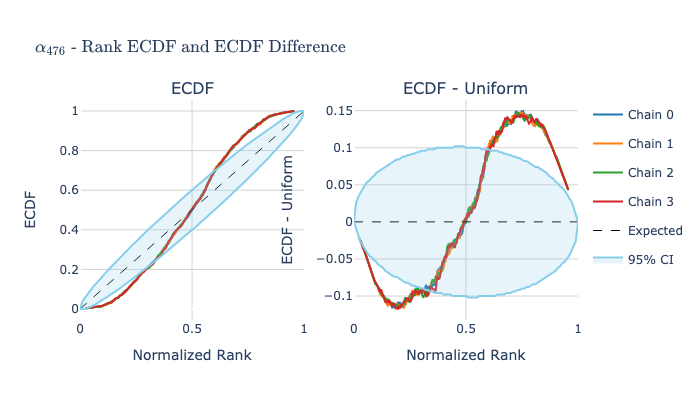 α476 - Rank ECDF and ECDF Difference
ECDF
ECDF
1
0.8
0.6
0.4
0.2
0
0
0.5
1
Normalized Rank
ECDF - Uniform
ECDF - Uniform
0.15
0.1
0.05
0
−0.05
−0.1
0
0.5
1
Normalized Rank
Chain 0
Chain 1
Chain 2
Chain 3
Expected
95% CI